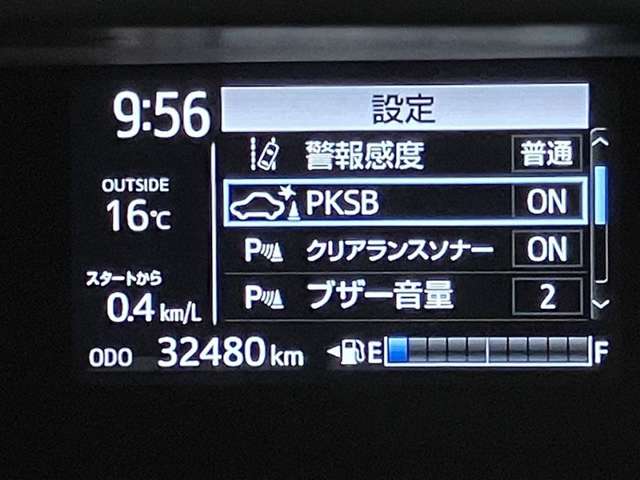 9:56
設定
警報感度 普通
OUTSIDE
16℃
PKSB ON
P クリアランスソナー ON
スタートから
0.4 km/L
P ブザー音量 2
ODO 32480 km
E F